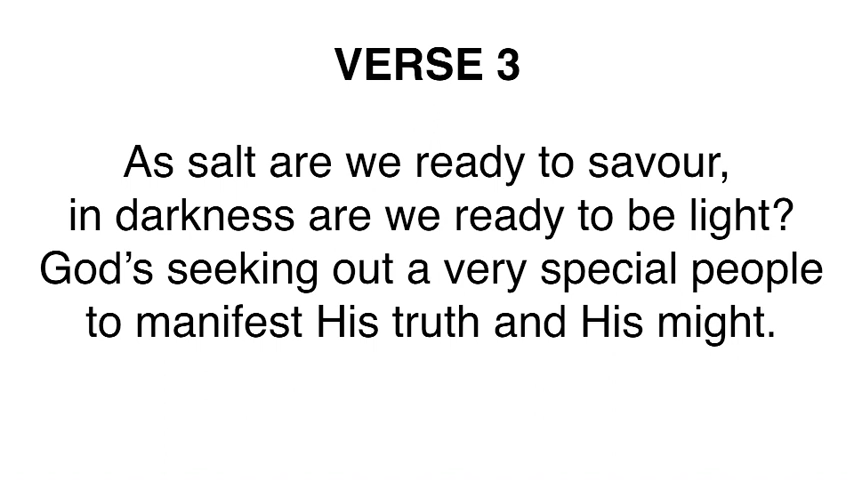 VERSE 3
As salt are we ready to savour,
in darkness are we ready to be light?
God’s seeking out a very special people
to manifest His truth and His might.